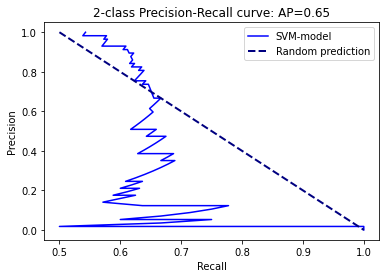 2-class Precision-Recall curve: AP=0.65
SVM-model
Random prediction
1.0
0.8
0.6
0.4
0.2
0.0
Precision
0.5 0.6 0.7 0.8 0.9 1.0
Recall